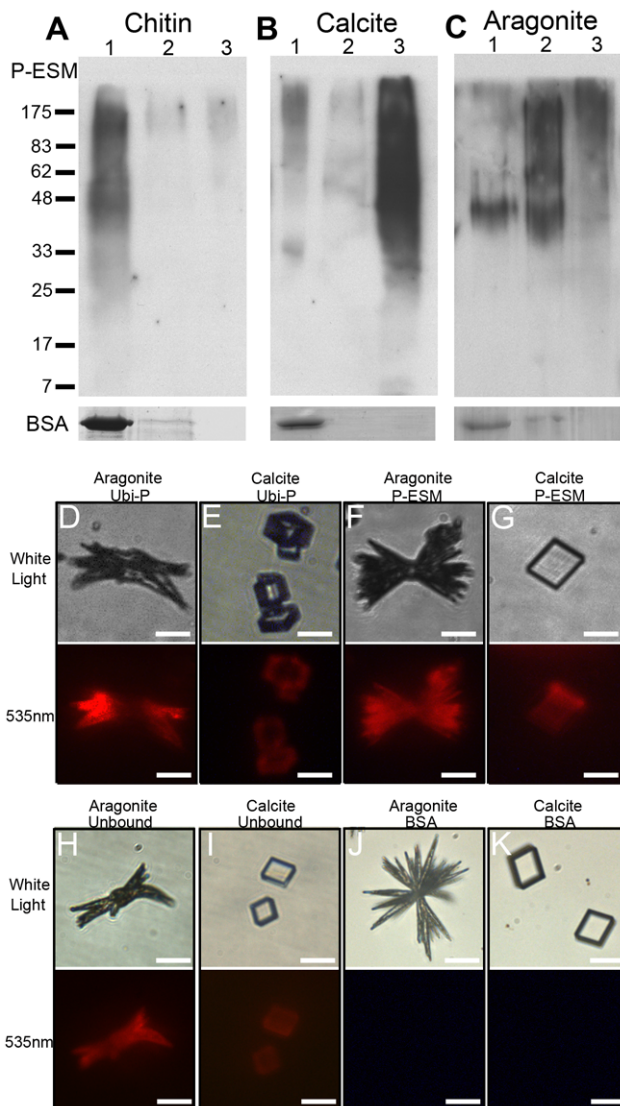 A Chitin B Calcite C Aragonite
1 2 3 1 2 3 1 2 3
P-ESM
175
83
62
48
33
25
17
7
BSA
Aragonite Calcite Aragonite Calcite
Ubi-P Ubi-P P-ESM P-ESM
D E F G
White
Light
535nm
Aragonite Calcite Aragonite Calcite
Unbound Unbound BSA BSA
H I J K
White
Light
535nm